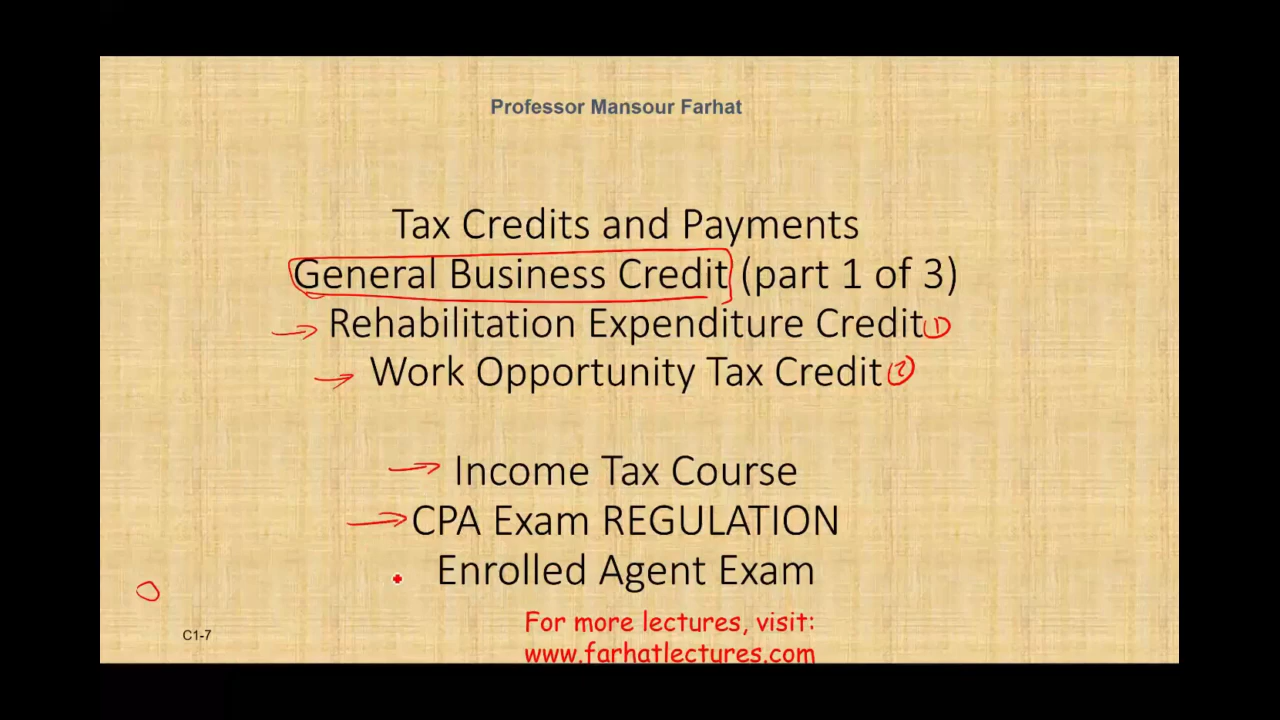 Professor Mansour Farhat
Tax Credits and Payments
General Business Credit (part 1 of 3)
Rehabilitation Expenditure Credit 1
Work Opportunity Tax Credit 2
Income Tax Course
CPA Exam REGULATION
Enrolled Agent Exam
For more lectures, visit:
C1-7
www.farhatlectures.com